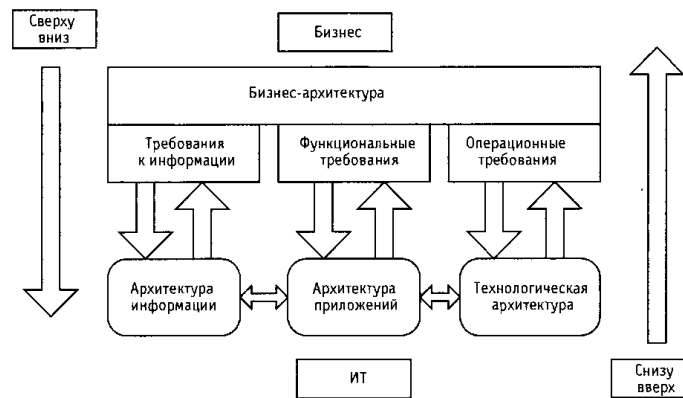 Сверху
вниз
Бизнес
Бизнес-архитектура
Требования
к информации
Функциональные
требования
Операционные
требования
Архитектура
информации
Архитектура
приложений
Технологическая
архитектура
ИТ
Снизу
вверх